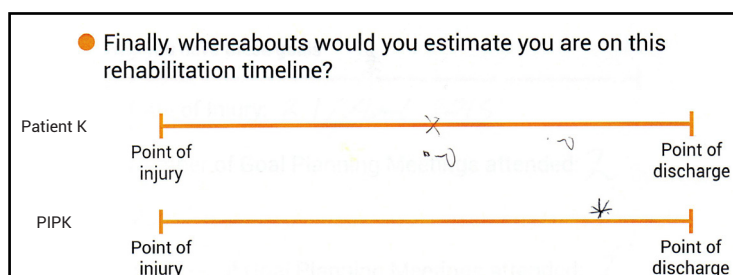 Finally, whereabouts would you estimate you are on this
rehabilitation timeline?
Patient K
Point of
injury
Point of
discharge
PIPK
Point of
injury
Point of
discharge